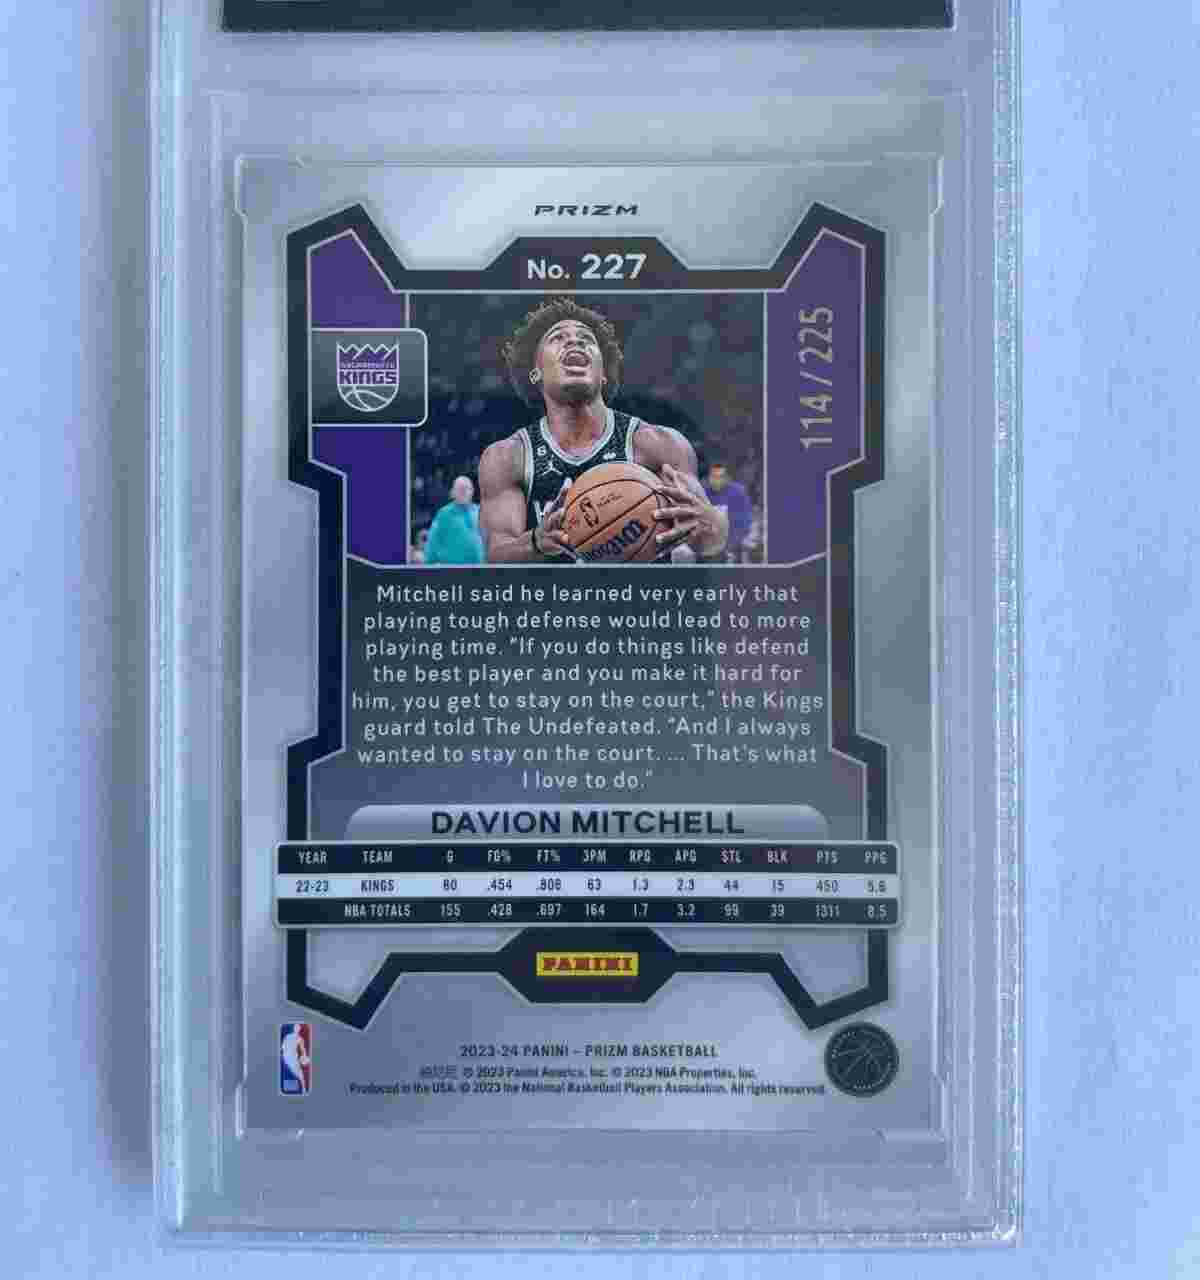 PRIZM
No. 227
114/225
SACRAMENTO
KINGS
6
Mitchell said he learned very early that
playing tough defense would lead to more
playing time. "If you do things like defend
the best player and you make it hard for
him, you get to stay on the court," the Kings
guard told The Undefeated. "And I always
wanted to stay on the court. ... That's what
I love to do."
DAVION MITCHELL
YEAR TEAM G FG% FT% 3PM RPG APG STL BLK PTS PPG
22-23 KINGS 80 .454 .808 63 1.3 2.3 44 15 450 5.6
NBA TOTALS 155 .428 .697 164 1.7 3.2 99 39 1311 8.5
PANINI
2023-24 PANINI – PRIZM BASKETBALL
© 2023 Panini America, Inc. © 2023 NBA Properties, Inc.
Produced in the USA. © 2023 the National Basketball Players Association. All rights reserved.